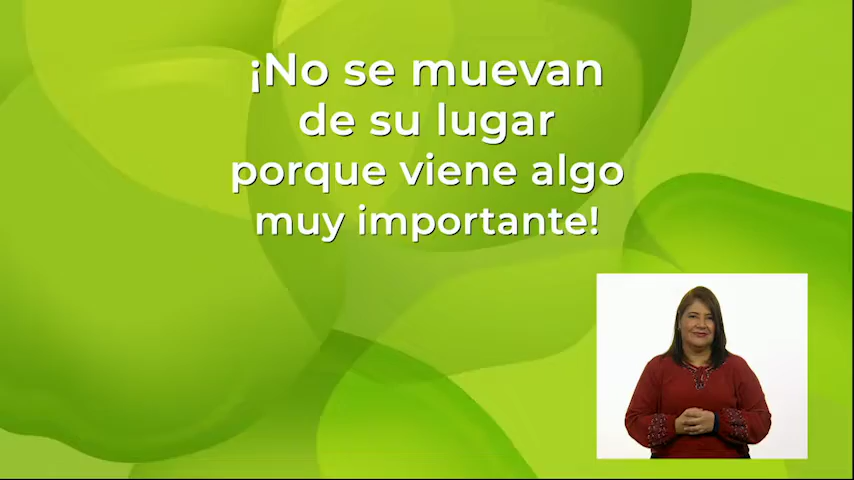 ¡No se muevan
de su lugar
porque viene algo
muy importante!